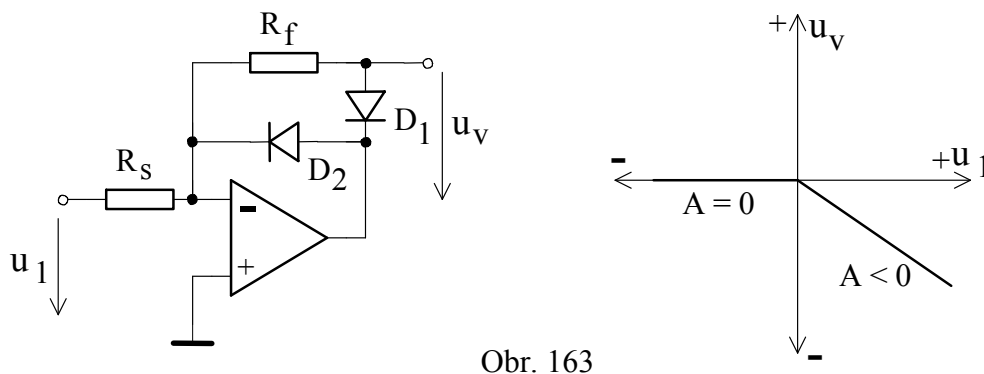 R_f
D_1
D_2
u_v
R_s
-
+
u_1
+ u_v
- +u_1
A = 0
A < 0
-
Obr. 163